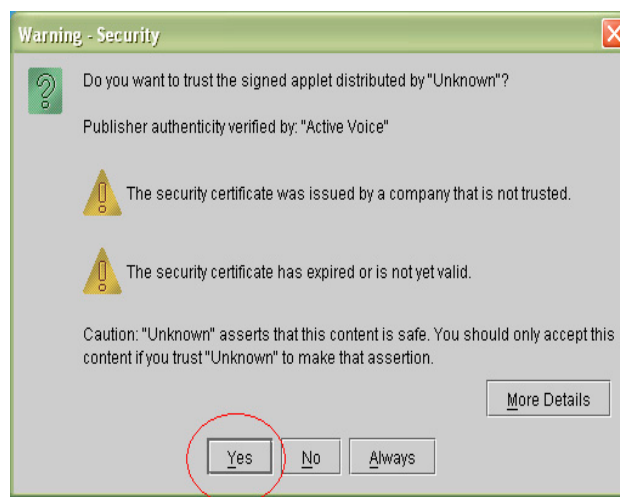 Warning - Security
Do you want to trust the signed applet distributed by "Unknown"?
Publisher authenticity verified by: "Active Voice"
The security certificate was issued by a company that is not trusted.
The security certificate has expired or is not yet valid.
Caution: "Unknown" asserts that this content is safe. You should only accept this
content if you trust "Unknown" to make that assertion.
More Details
Yes No Always